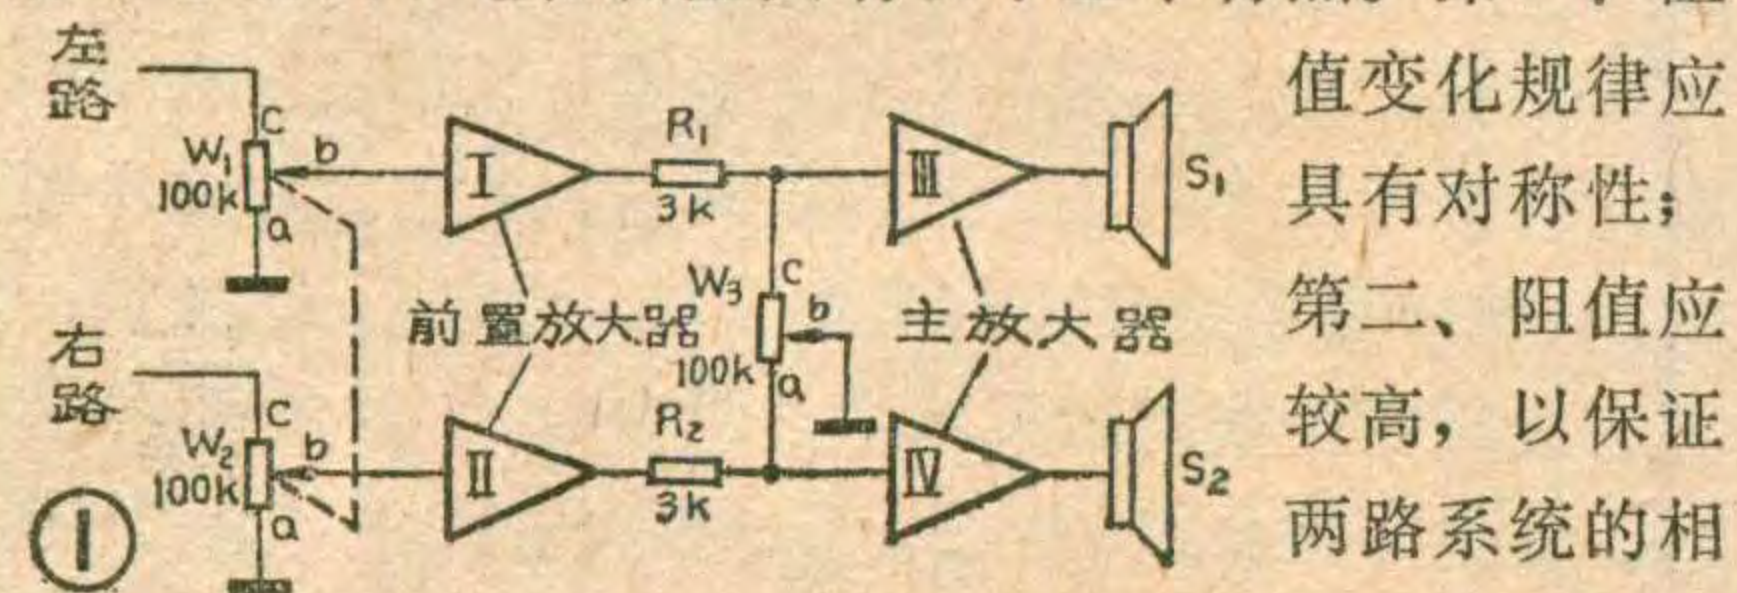 左路
C
W₁
b
100k
a
I
R₁
3k
III
S₁
前置放大器
W₃
C
b
100k
a
主放大器
右路
C
W₂
b
100k
a
II
R₂
3k
IV
S₂
①
值变化规律应
具有对称性；
第二、阻值应
较高，以保证
两路系统的相